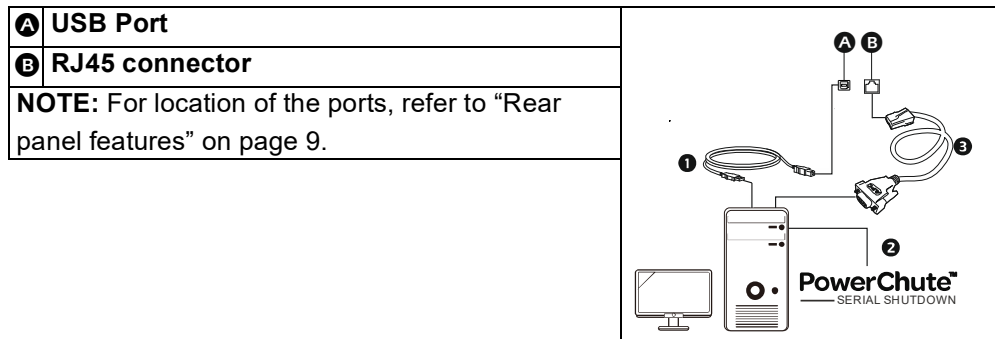 A USB Port
B RJ45 connector
NOTE: For location of the ports, refer to “Rear
panel features” on page 9.
A B
1
3
2
PowerChute™
SERIAL SHUTDOWN